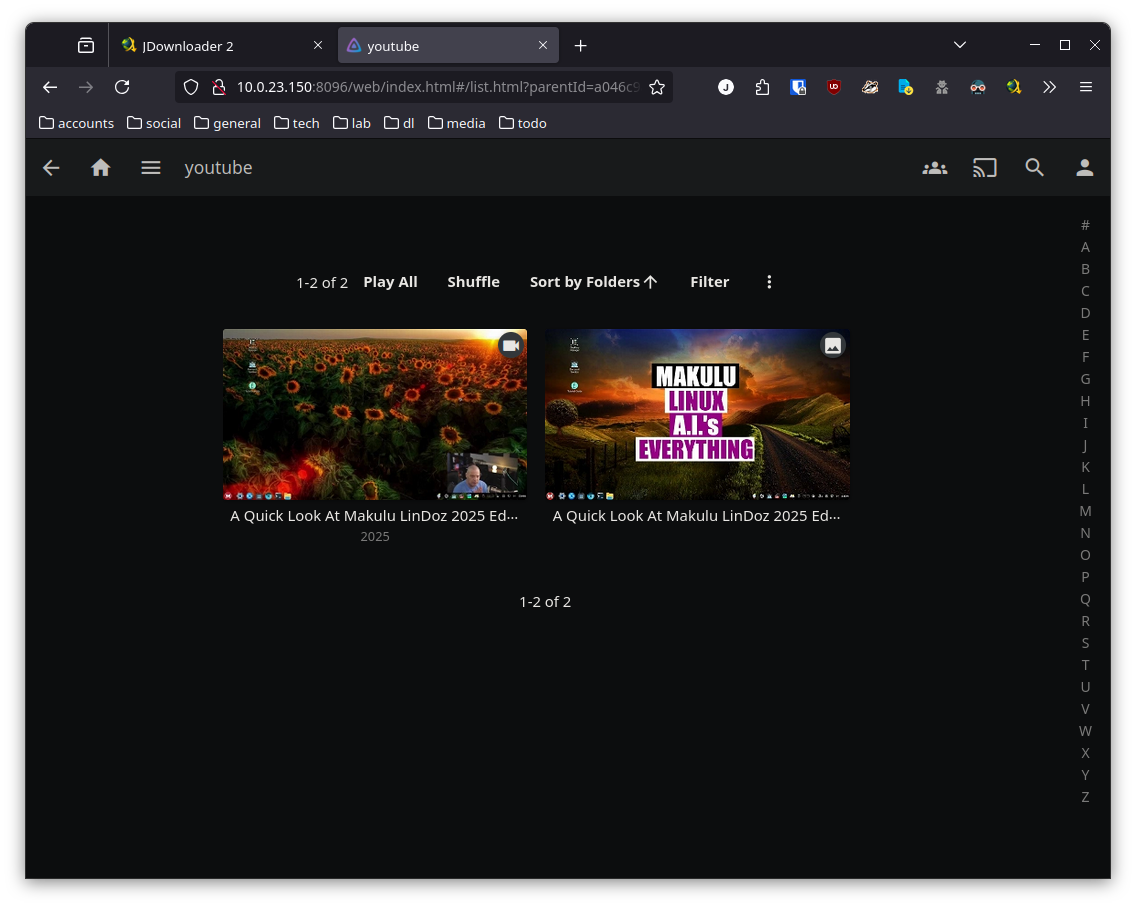 JDownloader 2
youtube
10.0.23.150:8096/web/index.html#/list.html?parentId=a046c9
accounts social general tech lab dl media todo
youtube
1-2 of 2 Play All Shuffle Sort by Folders Filter
MAKULU
LINUX
A.I.'s
EVERYTHING
A Quick Look At Makulu LinDoz 2025 Ed...
2025
A Quick Look At Makulu LinDoz 2025 Ed...
1-2 of 2
#
A
B
C
D
E
F
G
H
I
J
K
L
M
N
O
P
Q
R
S
T
U
V
W
X
Y
Z